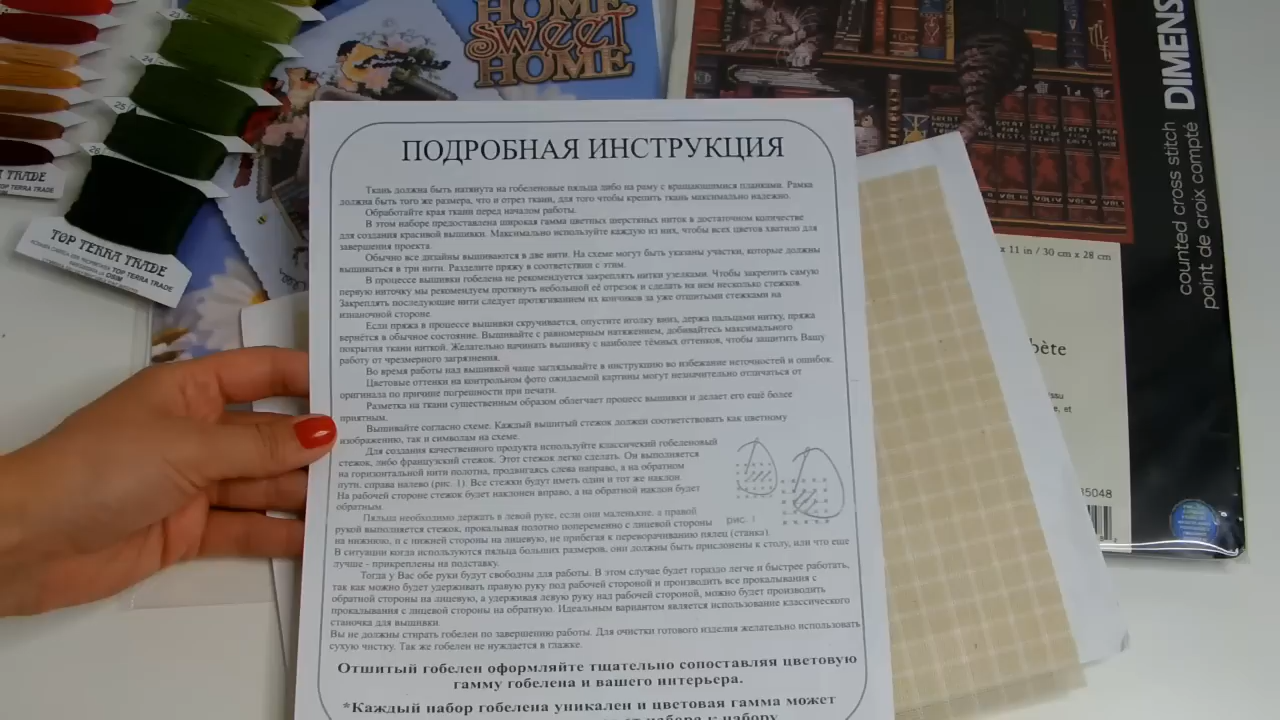 HOME
SWEET
HOME
DIMENS
counted cross stitch
point de croix compté
x 11 in / 30 cm x 28 cm
bète
et
35048
23
24
25
26
TRADE
TOP TERRA TRADE
TOP TERRA TRADE
ПОДРОБНАЯ ИНСТРУКЦИЯ
Ткань должна быть натянута на гобеленовые пяльца либо на раму с вращающимися планками. Рамка
должна быть того же размера, что и отрез ткани, для того чтобы крепить ткань максимально надежно.
Обработайте края ткани перед началом работы.
В этом наборе предоставлена широкая гамма цветных шерстяных ниток в достаточном количестве
для создания красивой вышивки. Максимально используйте каждую из них, чтобы всех цветов хватило для
завершения проекта.
Обычно все дизайны вышиваются в две нити. На схеме могут быть указаны участки, которые должны
вышиваться в три нити. Разделите пряжу в соответствии с этим.
В процессе вышивки гобелена не рекомендуется закреплять нитки узелками. Чтобы закрепить самую
первую ниточку мы рекомендуем протянуть небольшой её отрезок и сделать на нем несколько стежков.
Закреплять последующие нити следует протягиванием их кончиков за уже отшитыми стежками на
изнаночной стороне.
Если пряжа в процессе вышивки скручивается, опустите иголку вниз, держа пальцами нитку, пряжа
вернётся в обычное состояние. Вышивайте с равномерным натяжением, добивайтесь максимального
покрытия ткани ниткой. Желательно начинать вышивку с наиболее тёмных оттенков, чтобы защитить Вашу
работу от чрезмерного загрязнения.
Во время работы над вышивкой чаще заглядывайте в инструкцию во избежание неточностей и ошибок.
Цветовые оттенки на контрольном фото ожидаемой картины могут незначительно отличаться от
оригинала по причине погрешности при печати.
Разметка на ткани существенным образом облегчает процесс вышивки и делает его ещё более
приятным.
Вышивайте согласно схеме. Каждый вышитый стежок должен соответствовать как цветному
изображению, так и символам на схеме.
Для создания качественного продукта используйте классический гобеленовый
стежок, либо французский стежок. Этот стежок легко сделать. Он выполняется
на горизонтальной нити полотна, продвигаясь слева направо, а на обратном
пути, справа налево (рис. 1). Все стежки будут иметь один и тот же наклон.
На рабочей стороне стежок будет наклонен вправо, а на обратной наклон будет
обратным.
рис. 1
Пяльца необходимо держать в левой руке, если они маленькие, а правой
рукой выполняется стежок, прокалывая полотно попеременно с лицевой стороны
на нижнюю, и с нижней стороны на лицевую, не прибегая к переворачиванию пялец (станка).
В ситуации когда используются пяльца больших размеров, они должны быть прислонены к столу, или что еще
лучше - прикреплены на подставку.
Тогда у Вас обе руки будут свободны для работы. В этом случае будет гораздо легче и быстрее работать,
так как можно будет удерживать правую руку под рабочей стороной и производить все прокалывания с
обратной стороны на лицевую, а удерживая левую руку над рабочей стороной, можно будет производить
прокалывания с лицевой стороны на обратную. Идеальным вариантом является использование классического
станочка для вышивки.
Вы не должны стирать гобелен по завершению работы. Для очистки готового изделия желательно использовать
сухую чистку. Так же гобелен не нуждается в глажке.
Отшитый гобелен оформляйте тщательно сопоставляя цветовую
гамму гобелена и вашего интерьера.
*Каждый набор гобелена уникален и цветовая гамма может
от набора к набору